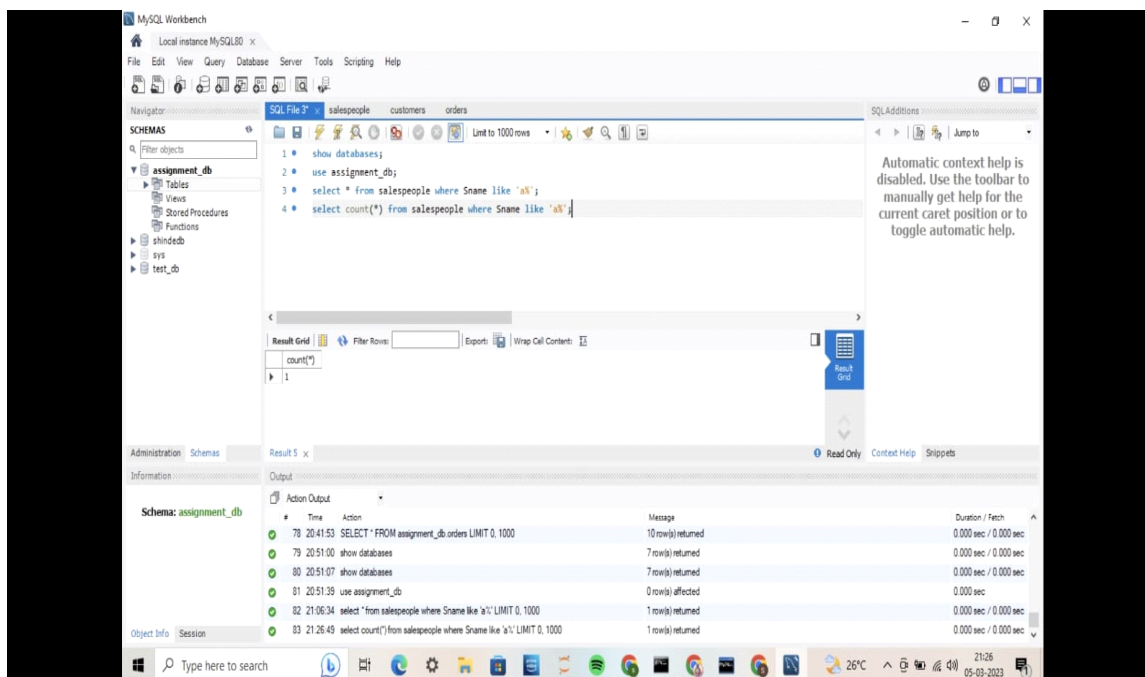 MySQL Workbench
Local instance MySQL80 ×
File Edit View Query Database Server Tools Scripting Help
Navigator
SCHEMAS
Filter objects
assignment_db
Tables
Views
Stored Procedures
Functions
shindedb
sys
test_db
Administration Schemas
Information
Schema: assignment_db
Object Info Session
SQL File 3* × salespeople customers orders
Limit to 1000 rows
1 show databases;
2 use assignment_db;
3 select * from salespeople where Sname like 'a%';
4 select count(*) from salespeople where Sname like 'a%';
Result Grid Filter Rows: Export: Wrap Cell Content:
count(*)
1
Result Grid
Result 5 × Read Only
Output
Action Output
# Time Action Message Duration / Fetch
78 20:41:53 SELECT * FROM assignment_db.orders LIMIT 0, 1000 10 row(s) returned 0.000 sec / 0.000 sec
79 20:51:00 show databases 7 row(s) returned 0.000 sec / 0.000 sec
80 20:51:07 show databases 7 row(s) returned 0.000 sec / 0.000 sec
81 20:51:39 use assignment_db 0 row(s) affected 0.000 sec
82 21:06:34 select * from salespeople where Sname like 'a%' LIMIT 0, 1000 1 row(s) returned 0.000 sec / 0.000 sec
83 21:26:49 select count(*) from salespeople where Sname like 'a%' LIMIT 0, 1000 1 row(s) returned 0.000 sec / 0.000 sec
SQLAdditions
Jump to
Automatic context help is
disabled. Use the toolbar to
manually get help for the
current caret position or to
toggle automatic help.
Context Help Snippets
Type here to search
26°C
21:26
05-03-2023